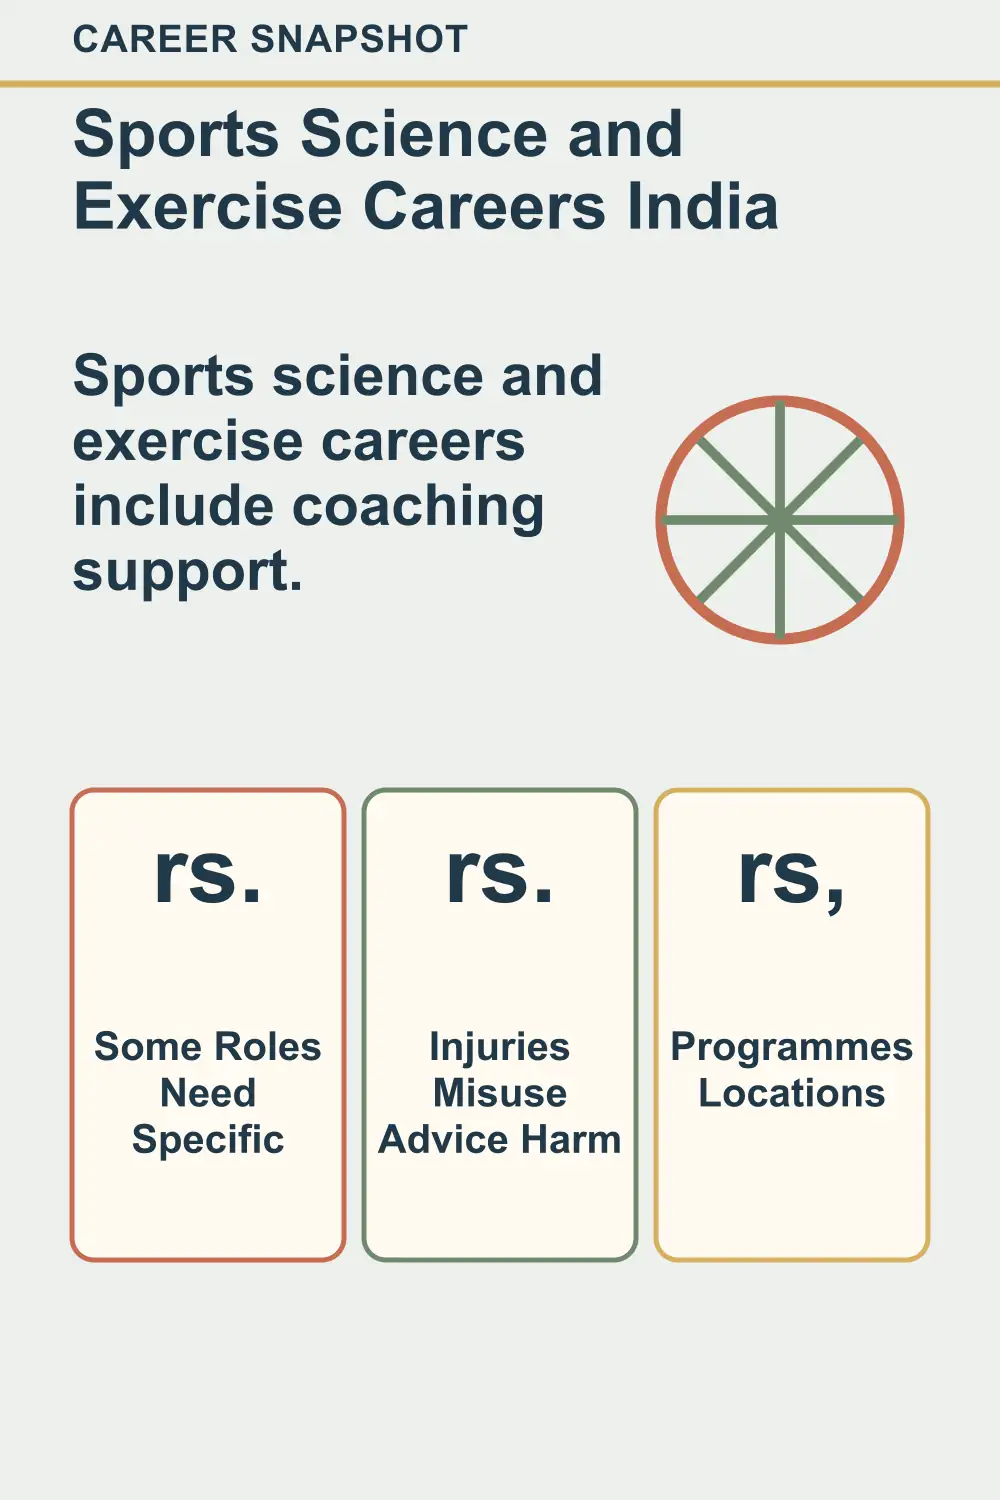 CAREER SNAPSHOT
Sports Science and
Exercise Careers India
Sports science and
exercise careers
include coaching
support.
rs.
Some Roles
Need
Specific
rs.
Injuries
Misuse
Advice Harm
rs,
Programmes
Locations